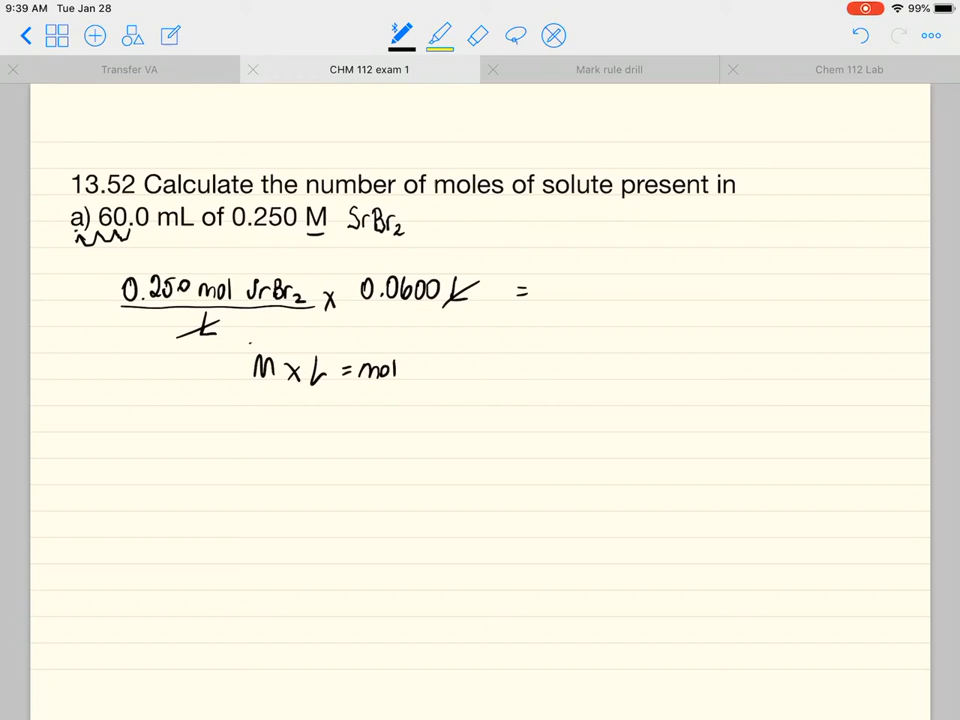 9:39 AM Tue Jan 28 99%
Transfer VA CHM 112 exam 1 Mark rule drill Chem 112 Lab
13.52 Calculate the number of moles of solute present in
a) 60.0 mL of 0.250 M SrBr₂
0.250 mol SrBr₂ x 0.0600 L =
L
M x L = mol